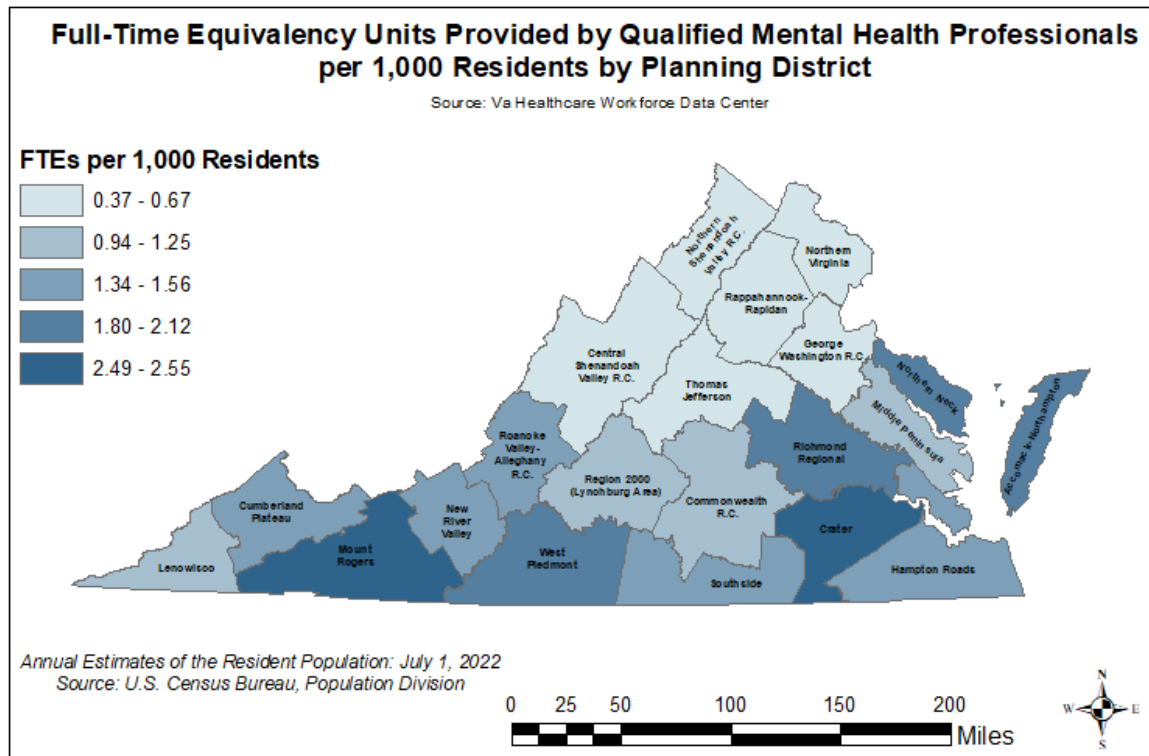 Full-Time Equivalency Units Provided by Qualified Mental Health Professionals
per 1,000 Residents by Planning District
Source: Va Healthcare Workforce Data Center
FTEs per 1,000 Residents
0.37 - 0.67
0.94 - 1.25
1.34 - 1.56
1.80 - 2.12
2.49 - 2.55
Northern
Shenandoah
Valley R.C.
Northern
Virginia
Rappahannock-
Rapidan
George
Washington R.C.
Central
Shenandoah
Valley R.C.
Thomas
Jefferson
Northern Neck
Middle Peninsula
Accomack-Northampton
Roanoke
Valley-
Alleghany
R.C.
Richmond
Regional
Region 2000
(Lynchburg Area)
Commonwealth
R.C.
Cumberland
Plateau
New
River
Valley
Crater
Mount
Rogers
West
Piedmont
Lenowisco
Southside
Hampton Roads
Annual Estimates of the Resident Population: July 1, 2022
Source: U.S. Census Bureau, Population Division
0 25 50 100 150 200
Miles
N
W E
S